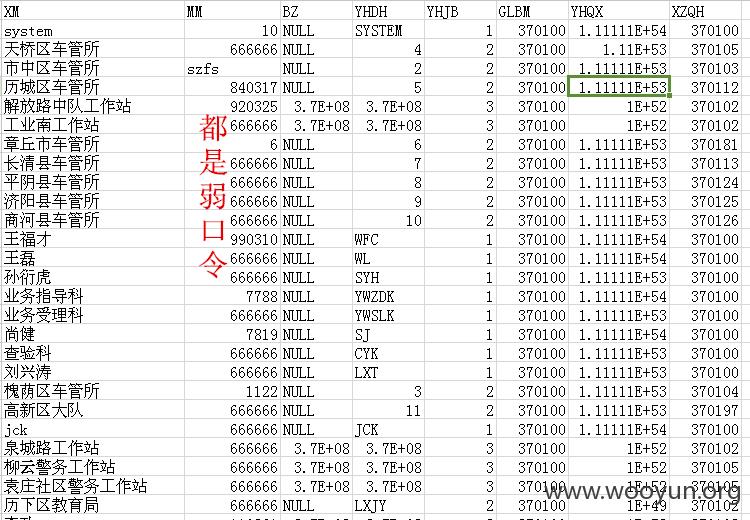 XM MM BZ YHDH YHJB GLBM YHQX XZQH
system 10 NULL SYSTEM 1 370100 1.11111E+54 370100
天桥区车管所 666666 NULL 4 2 370100 1.11E+53 370105
市中区车管所 szfs NULL 2 2 370100 1.11111E+53 370103
历城区车管所 840317 NULL 5 2 370100 1.11111E+53 370112
解放路中队工作站 920325 3.7E+08 3.7E+08 3 370100 1E+52 370102
工业南工作站 666666 3.7E+08 3.7E+08 3 370100 1E+52 370102
章丘市车管所 6 NULL 6 2 370100 1.11111E+53 370181
长清县车管所 666666 NULL 7 2 370100 1.11111E+53 370113
平阴县车管所 666666 NULL 8 2 370100 1.11111E+53 370124
济阳县车管所 666666 NULL 9 2 370100 1.11111E+53 370125
商河县车管所 666666 NULL 10 2 370100 1.11111E+53 370126
王福才 990310 NULL WFC 1 370100 1.11111E+54 370100
王磊 666666 NULL WL 1 370100 1.11111E+54 370100
孙衍虎 666666 NULL SYH 1 370100 1.11111E+53 370100
业务指导科 7788 NULL YWZDK 1 370100 1.11111E+54 370100
业务受理科 666666 NULL YWSLK 1 370100 1.11111E+53 370100
尚健 7819 NULL SJ 1 370100 1.11111E+54 370100
查验科 666666 NULL CYK 1 370100 1.11111E+53 370100
刘兴涛 666666 NULL LXT 1 370100 1.11111E+53 370100
槐荫区车管所 1122 NULL 3 2 370100 1.11111E+53 370104
高新区大队 666666 NULL 11 2 370100 1.11111E+53 370197
jck 666666 NULL JCK 1 370100 1.11111E+54 370100
泉城路工作站 666666 3.7E+08 3.7E+08 3 370100 1E+52 370102
柳云警务工作站 666666 3.7E+08 3.7E+08 3 370100 1E+52 370105
袁庄社区警务工作站 666666 3.7E+08 3.7E+08 3 370100 1E+52 370105
历下区教育局 666666 NULL LXJY 2 370100 1E+49 370102
都是弱口令
www.wooyun.org